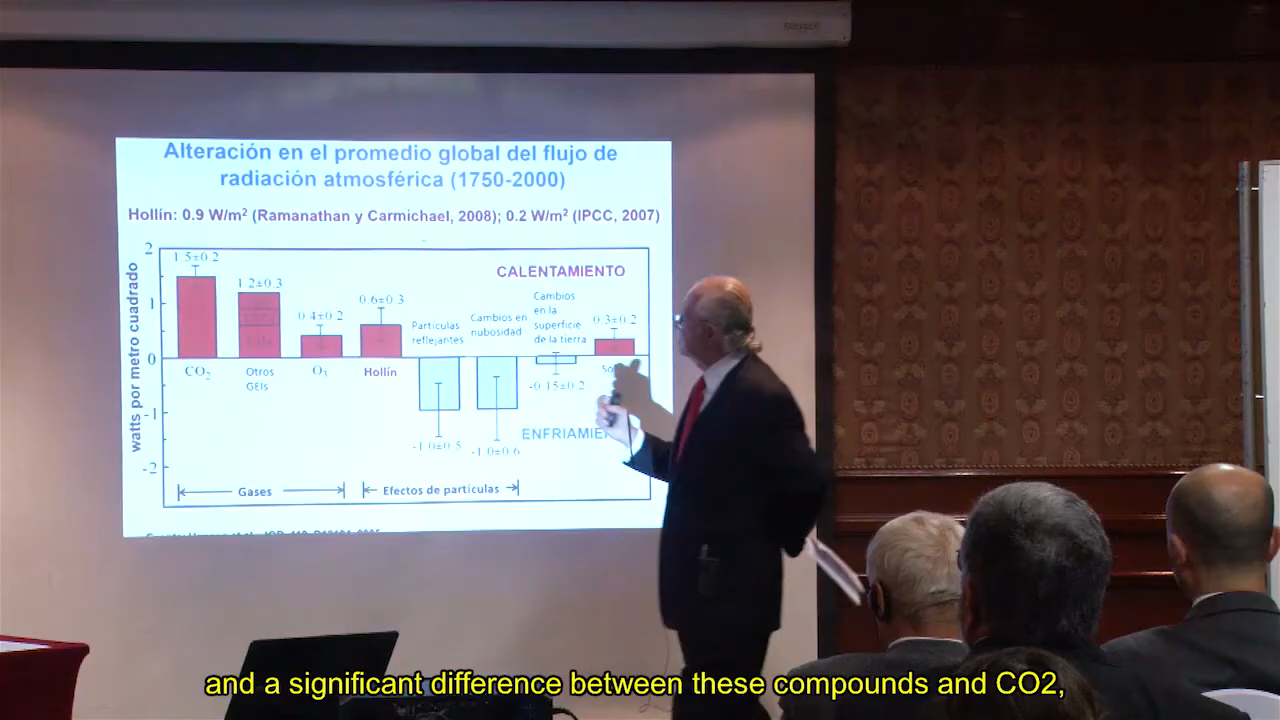 Alteración en el promedio global del flujo de
radiación atmosférica (1750-2000)
Hollín: 0.9 W/m² (Ramanathan y Carmichael, 2008); 0.2 W/m² (IPCC, 2007)
watts por metro cuadrado
2
1
0
-1
-2
1 5±0 2
1 2±0.3
0 4±0 2
0.6±0.3
Partículas
reflejantes
Cambios en
nubosidad
CALENTAMIENTO
Cambios
en la
superficie
de la tierra
0 3±0.2
CO₂
Otros
GEIs
O₃
Hollín
-1 0±0 5
-1 0±0.6
-0 15±0 2
ENFRIAMIE
Gases
Efectos de partículas
and a significant difference between these compounds and CO2,